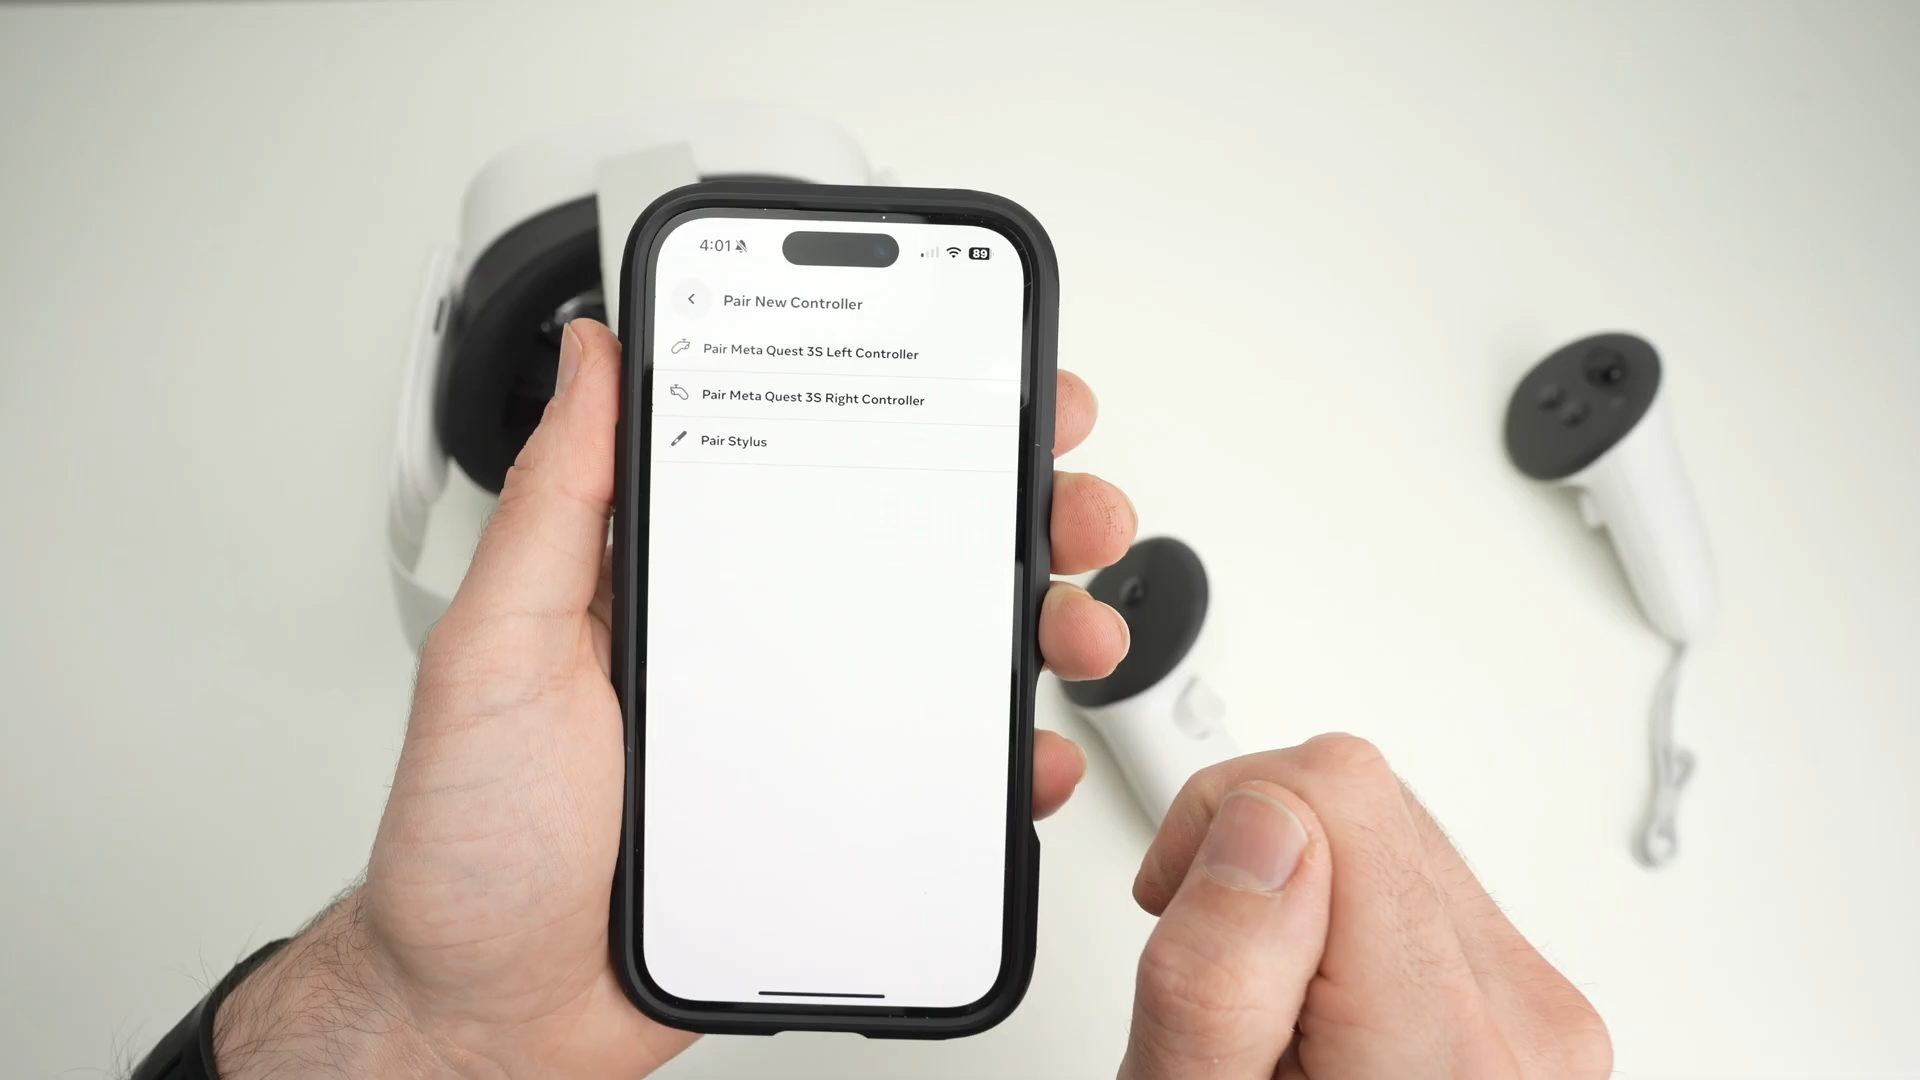 4:01
89
Pair New Controller
Pair Meta Quest 3S Left Controller
Pair Meta Quest 3S Right Controller
Pair Stylus